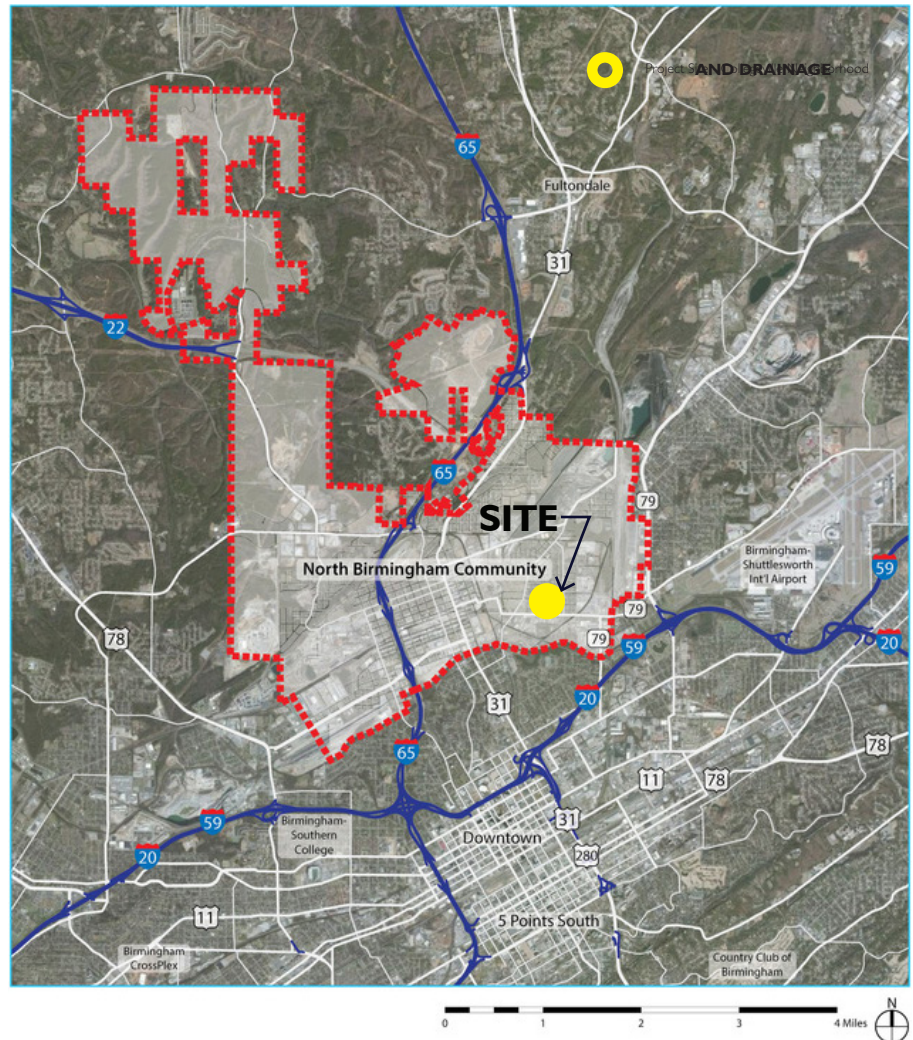 AND DRAINAGE
65
Fultondale
31
22
65
SITE
79
North Birmingham Community
Birmingham-
Shuttlesworth
Int'l Airport
59
79
78
79
59
20
31
20
65
78
11
78
59
Birmingham-
Southern
College
31
Downtown
20
280
11
5 Points South
Birmingham
CrossPlex
Country Club of
Birmingham
N
0
1
2
3
4 Miles